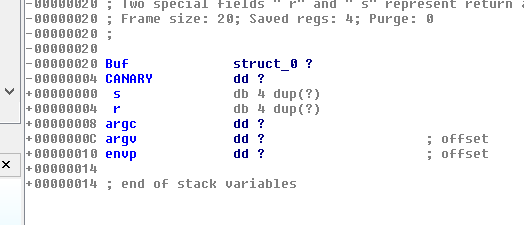 -00000020 ; Two special fields " r" and " s" represent return
-00000020 ; Frame size: 20; Saved regs: 4; Purge: 0
-00000020 ;
-00000020
-00000020 Buf struct_0 ?
-00000004 CANARY dd ?
+00000000 s db 4 dup(?)
+00000004 r db 4 dup(?)
+00000008 argc dd ?
+0000000C argv dd ? ; offset
+00000010 envp dd ? ; offset
+00000014
+00000014 ; end of stack variables